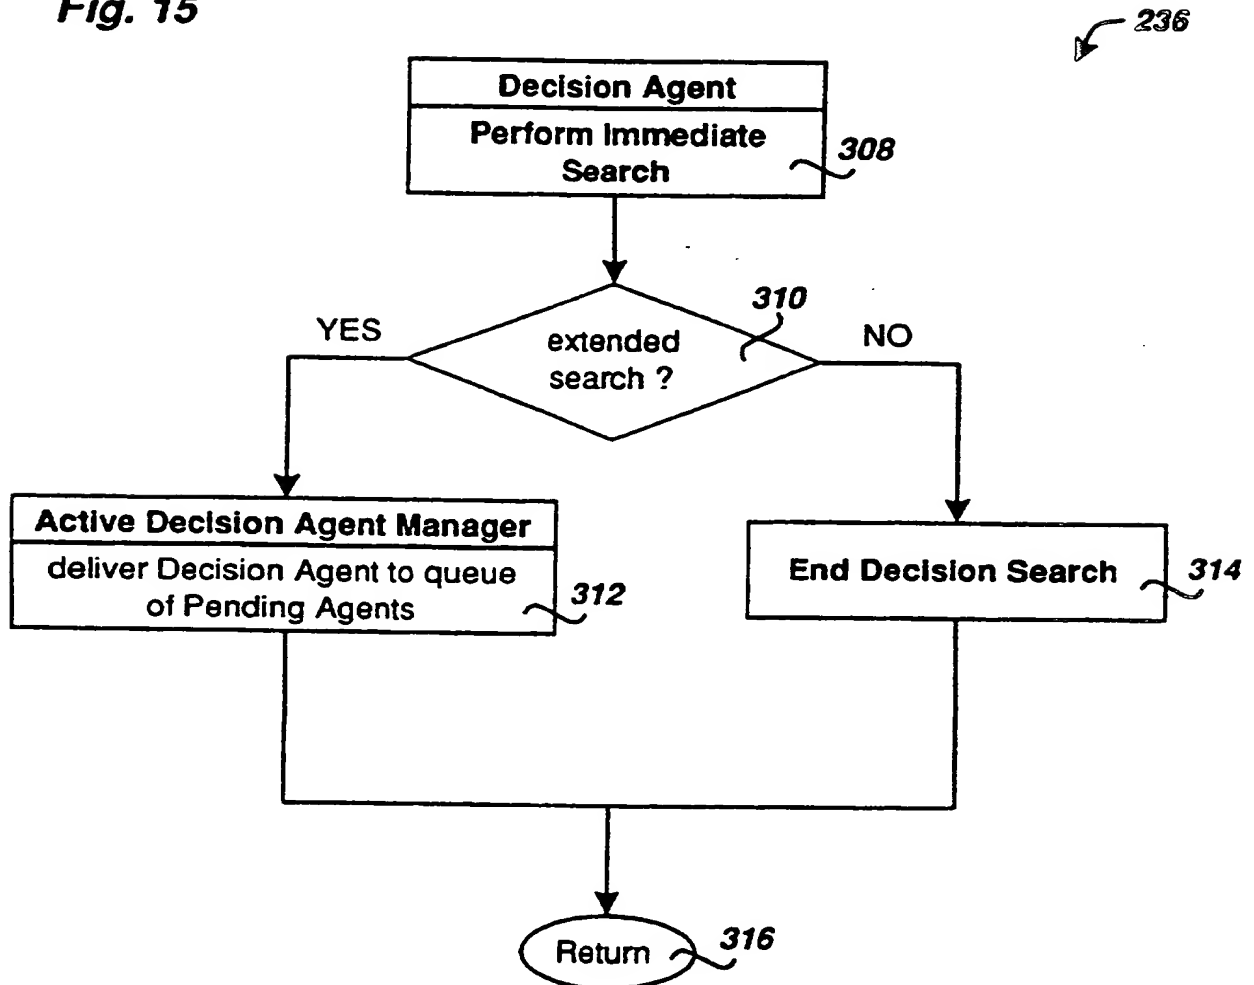 Fig. 15
236
Decision Agent
Perform Immediate
Search
308
310
YES
extended
search ?
NO
Active Decision Agent Manager
deliver Decision Agent to queue
of Pending Agents
312
End Decision Search
314
Return
316